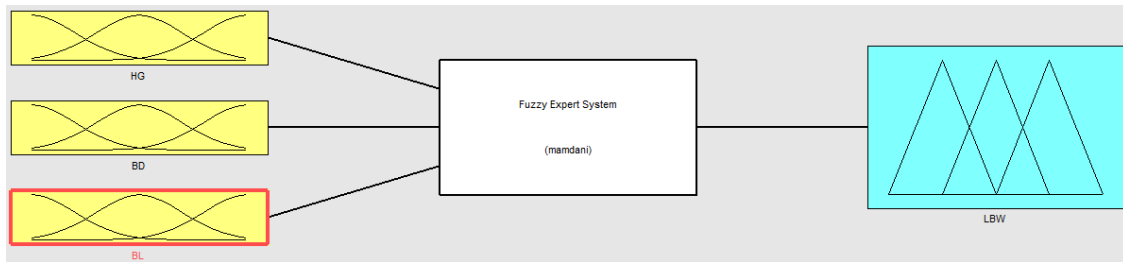 HG
BD
BL
Fuzzy Expert System
(mamdani)
LBW